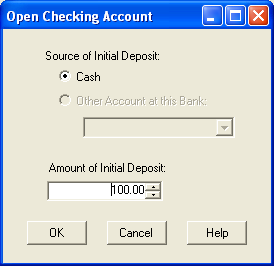 Open Checking Account
Source of Initial Deposit:
Cash
Other Account at this Bank:
Amount of Initial Deposit:
100.00
OK
Cancel
Help